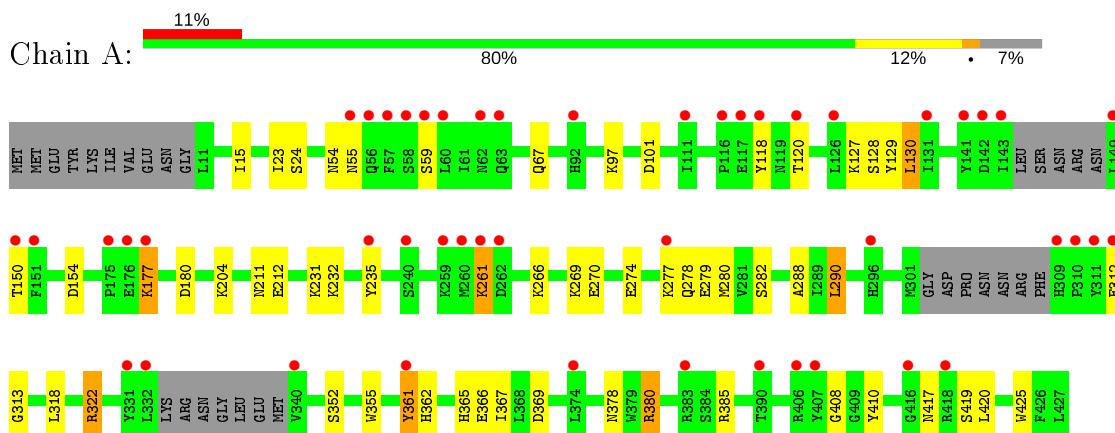 11%
Chain A:
80% 12% • 7%
MET MET GLU TYR LYS ILE VAL GLU ASN GLY L11 I15 I23 S24 N54 N55 Q56 F57 S58 S59 L60 I61 N62 Q63 Q67 H92 K97 D101 I111 P116 E117 Y118 N119 T120 L126 K127 S128 Y129 L130 I131 Y141 D142 I143 LEU SER ASN ARG ASN L149
T150 F151 D154 P175 E176 K177 D180 K204 N211 E212 K231 K232 Y235 S240 K259 M260 K261 D262 K266 K269 E270 E274 K277 Q278 E279 M280 V281 S282 A288 I289 L290 H296 M301 GLY ASP PRO ASN ASN ARG PHE H309 P310 Y311 E312
G313 L318 R322 Y331 L332 LYS ARG ASN GLY LEU GLU MET V340 S352 W355 Y361 H362 H365 E366 L367 L368 D369 L374 N378 W379 R380 R383 S384 R385 T390 R406 Y407 G408 G409 Y410 G416 N417 R418 S419 L420 W425 F426 L427